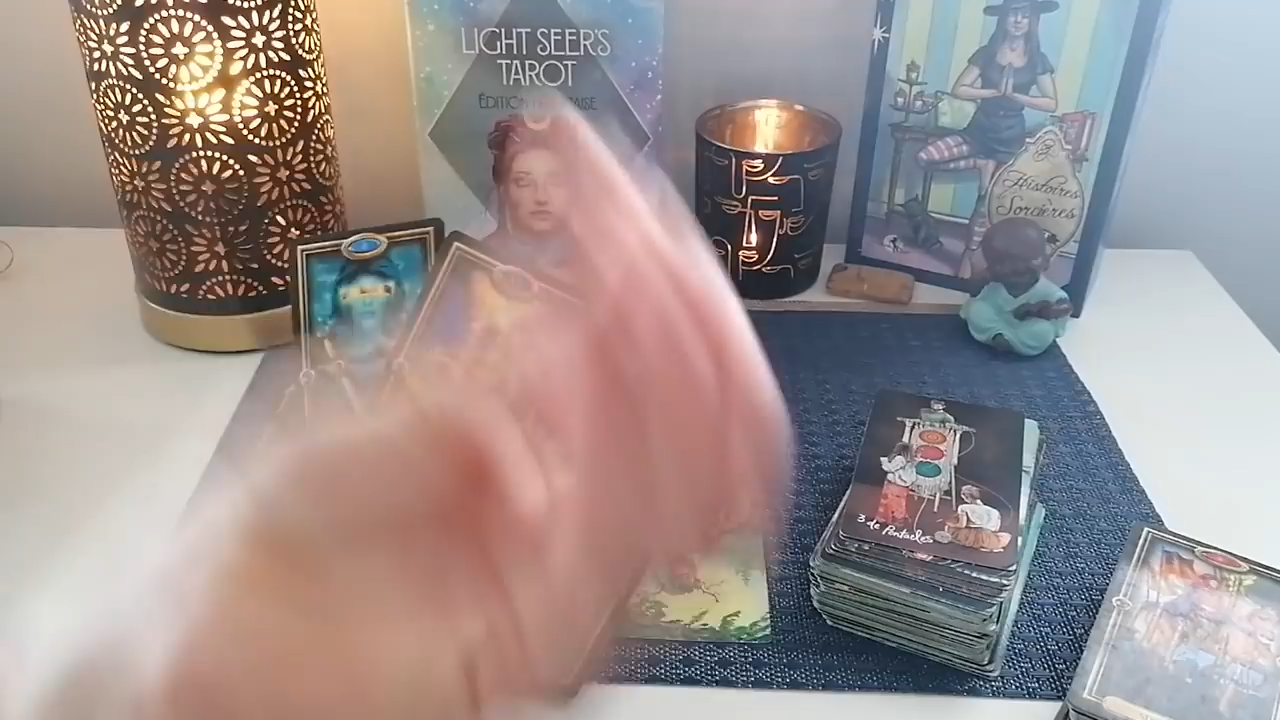 LIGHT SEER'S
TAROT
Histoires
Sorcières
3 de Pentacles